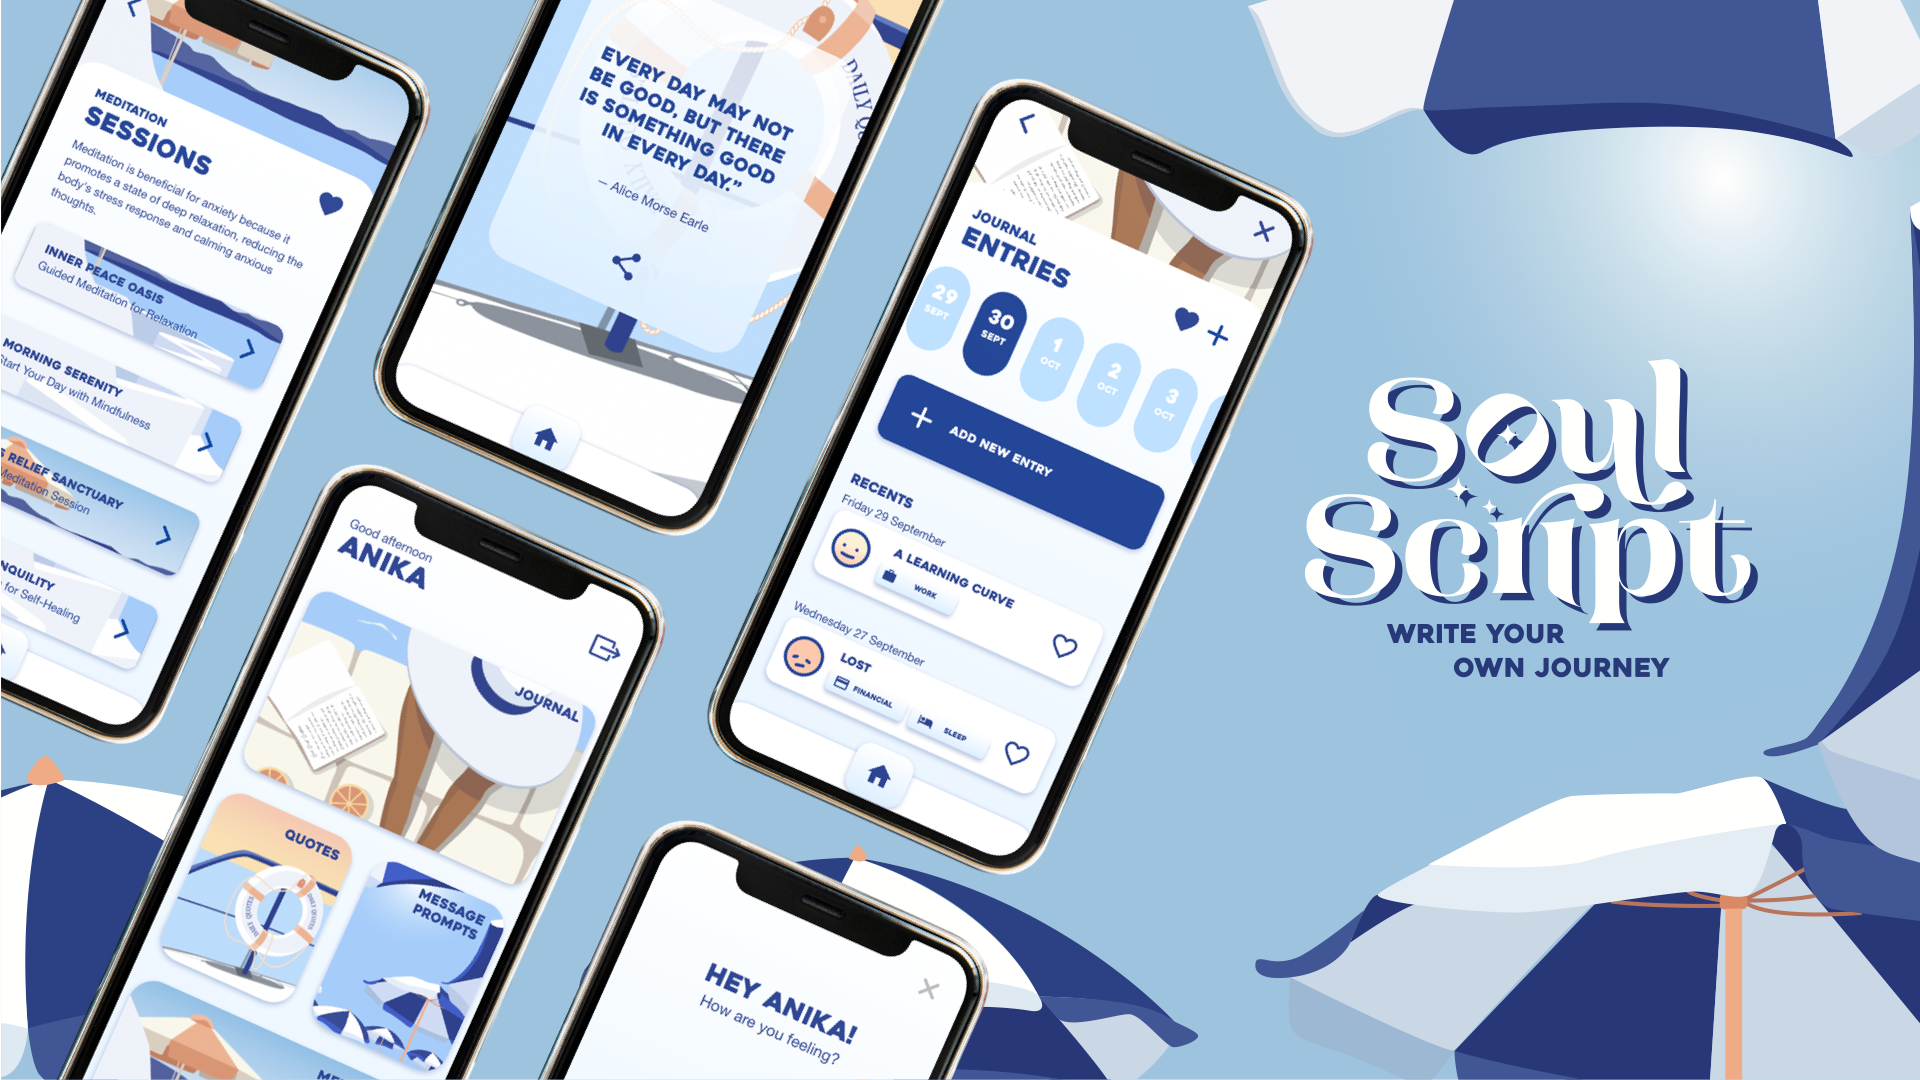 MEDITATION
SESSIONS
Meditation is beneficial for anxiety because it
promotes a state of deep relaxation, reducing the
body's stress response and calming anxious
thoughts.
INNER PEACE OASIS
Guided Meditation for Relaxation
MORNING SERENITY
Start Your Day with Mindfulness
RELIEF SANCTUARY
Meditation Session
for Self-Healing
EVERY DAY MAY NOT
BE GOOD, BUT THERE
IS SOMETHING GOOD
IN EVERY DAY.”
– Alice Morse Earle
DAILY
Good afternoon
ANIKA
JOURNAL
QUOTES
DAILY QUOTES
DAILY QUOTES
MESSAGE
PROMPTS
JOURNAL
ENTRIES
29
SEPT
30
SEPT
1
OCT
2
OCT
3
OCT
ADD NEW ENTRY
RECENTS
Friday 29 September
A LEARNING CURVE
WORK
Wednesday 27 September
LOST
FINANCIAL
SLEEP
HEY ANIKA!
How are you feeling?
Soul
Script
WRITE YOUR
OWN JOURNEY